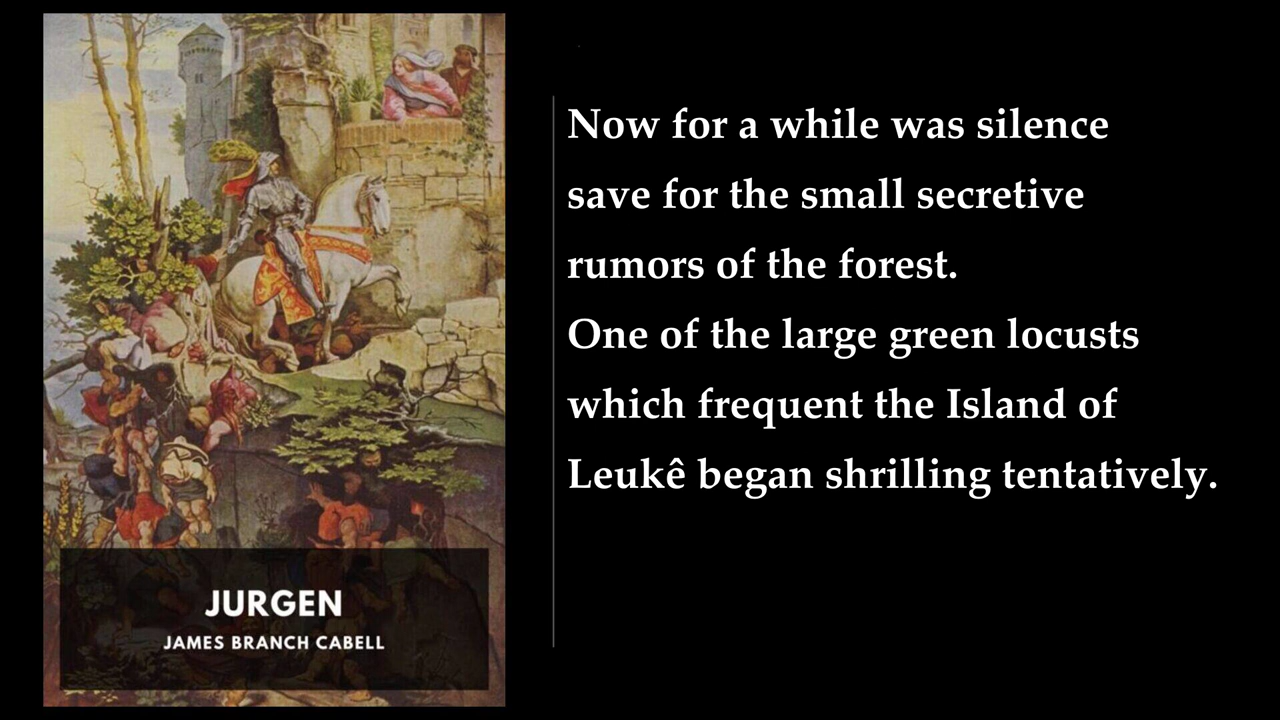 JURGEN
JAMES BRANCH CABELL
Now for a while was silence
save for the small secretive
rumors of the forest.
One of the large green locusts
which frequent the Island of
Leukê began shrilling tentatively.